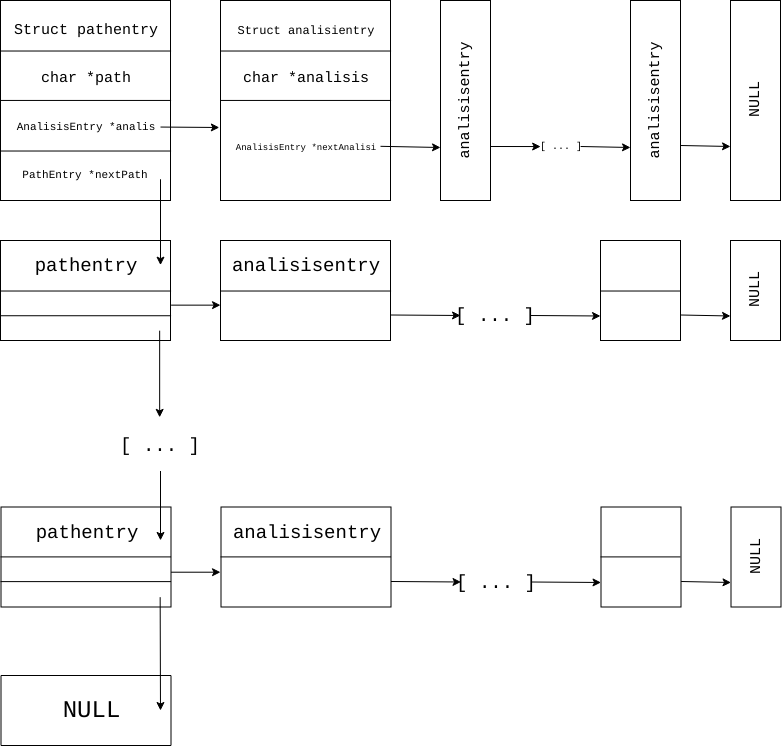 Struct pathentry
char *path
AnalisisEntry *analis
PathEntry *nextPath
Struct analisientry
char *analisis
AnalisisEntry *nextAnalisi
analisisentry
[ ... ]
analisisentry
NULL
pathentry
analisisentry
[ ... ]
NULL
[ ... ]
pathentry
analisisentry
[ ... ]
NULL
NULL